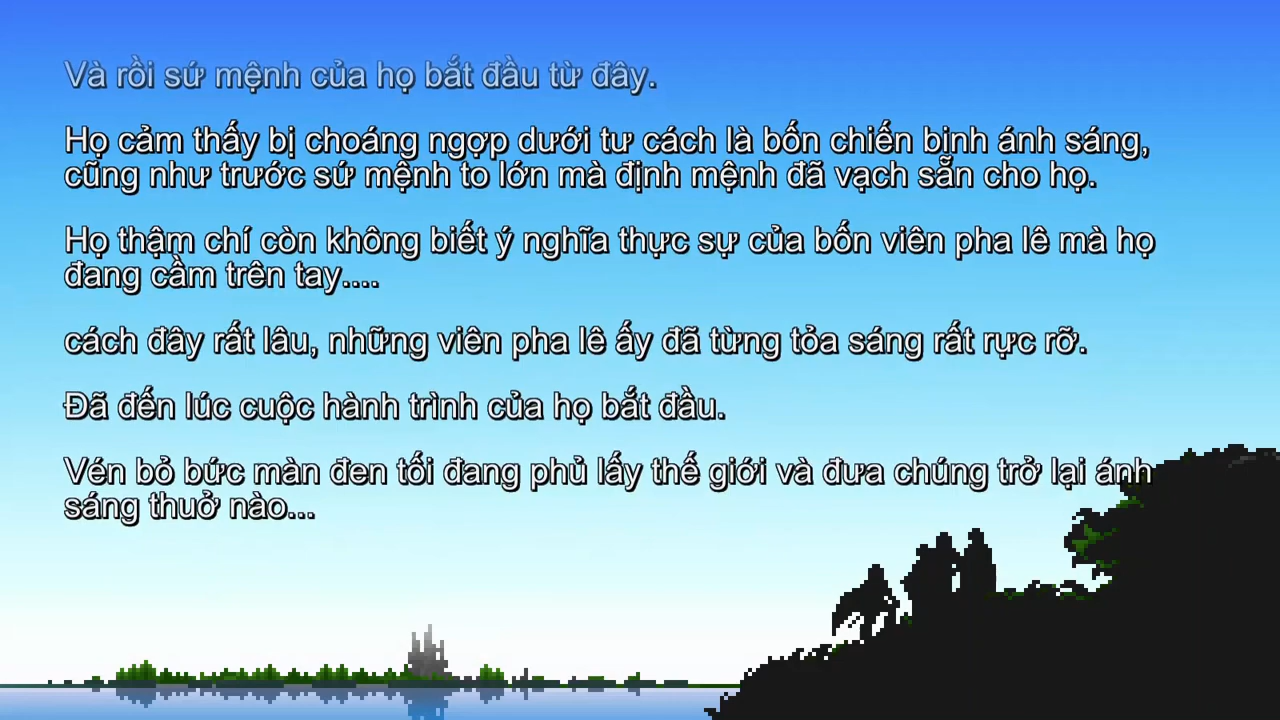 Và rồi sứ mệnh của họ bắt đầu từ đây.
Họ cảm thấy bị choáng ngợp dưới tư cách là bốn chiến binh ánh sáng,
cũng như trước sứ mệnh to lớn mà định mệnh đã vạch sẵn cho họ.
Họ thậm chí còn không biết ý nghĩa thực sự của bốn viên pha lê mà họ
đang cầm trên tay....
cách đây rất lâu, những viên pha lê ấy đã từng tỏa sáng rất rực rỡ.
Đã đến lúc cuộc hành trình của họ bắt đầu.
Vén bỏ bức màn đen tối đang phủ lấy thế giới và đưa chúng trở lại ánh
sáng thuở nào...